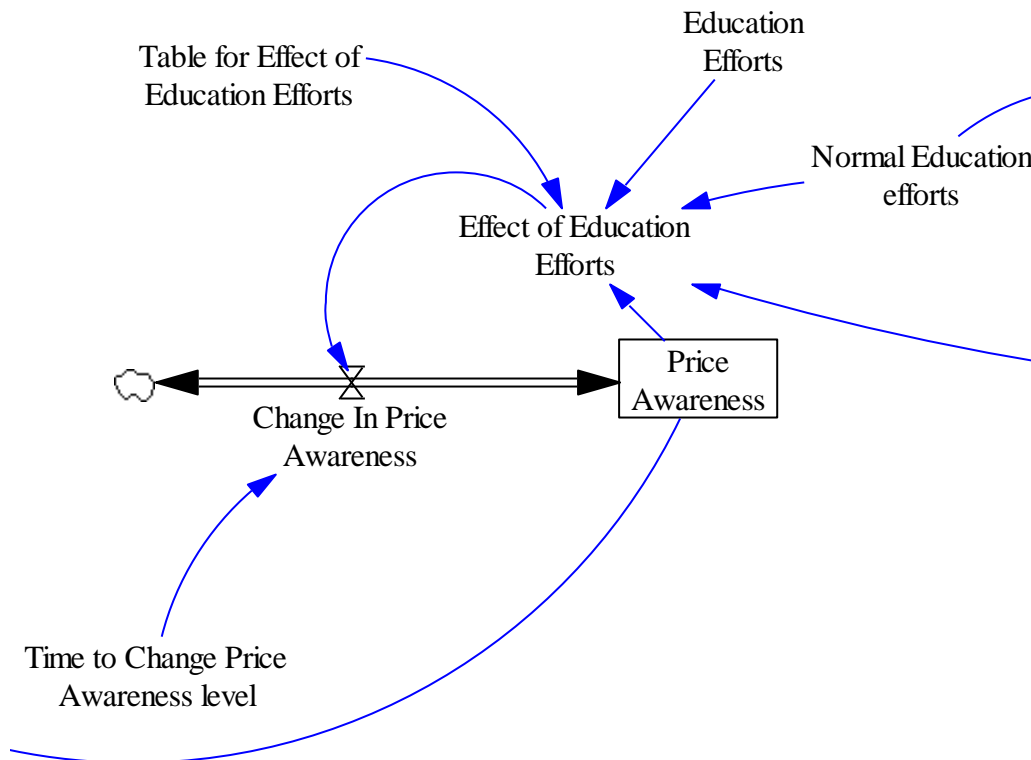 Education
Efforts
Table for Effect of
Education Efforts
Normal Education
efforts
Effect of Education
Efforts
Price
Awareness
Change In Price
Awareness
Time to Change Price
Awareness level